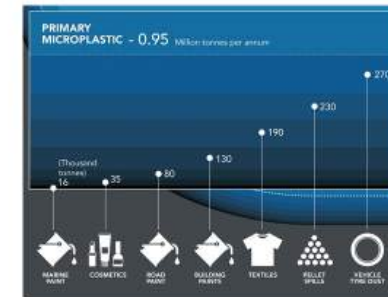 PRIMARY
MICROPLASTIC - 0.95 Million tonnes per annum
270
230
190
130
(Thousand
tonnes)
16
35
80
MARINE
PAINT
COSMETICS
ROAD
PAINT
BUILDING
PAINTS
TEXTILES
PELLET
SPILLS
VEHICLE
TYRE DUST